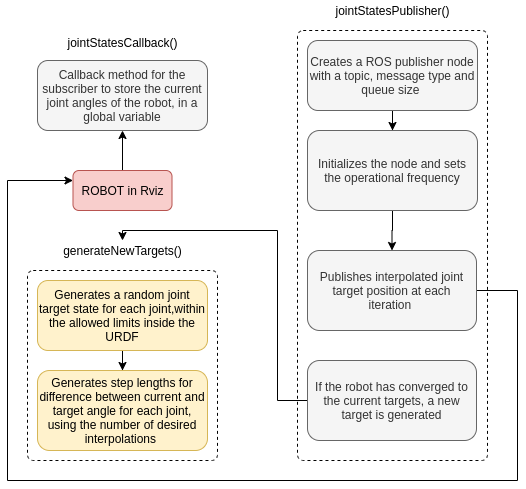 jointStatesPublisher()
Creates a ROS publisher node
with a topic, message type and
queue size
Initializes the node and sets
the operational frequency
Publishes interpolated joint
target position at each
iteration
If the robot has converged to
the current targets, a new
target is generated
jointStatesCallback()
Callback method for the
subscriber to store the current
joint angles of the robot, in a
global variable
ROBOT in Rviz
generateNewTargets()
Generates a random joint
target state for each joint,within
the allowed limits inside the
URDF
Generates step lengths for
difference between current and
target angle for each joint,
using the number of desired
interpolations